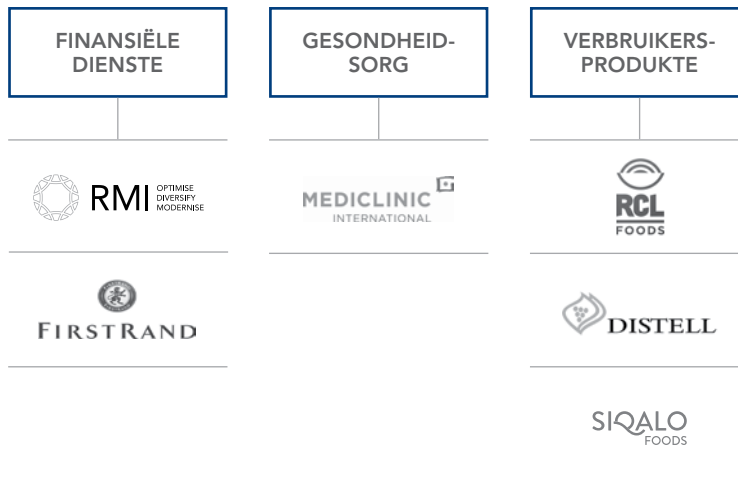 FINANSIËLE
DIENSTE
RMI
OPTIMISE
DIVERSIFY
MODERNISE
FIRSTRAND
GESONDHEID-
SORG
MEDICLINIC
INTERNATIONAL
VERBRUIKERS-
PRODUKTE
RCL
FOODS
DISTELL
SIQALO
FOODS